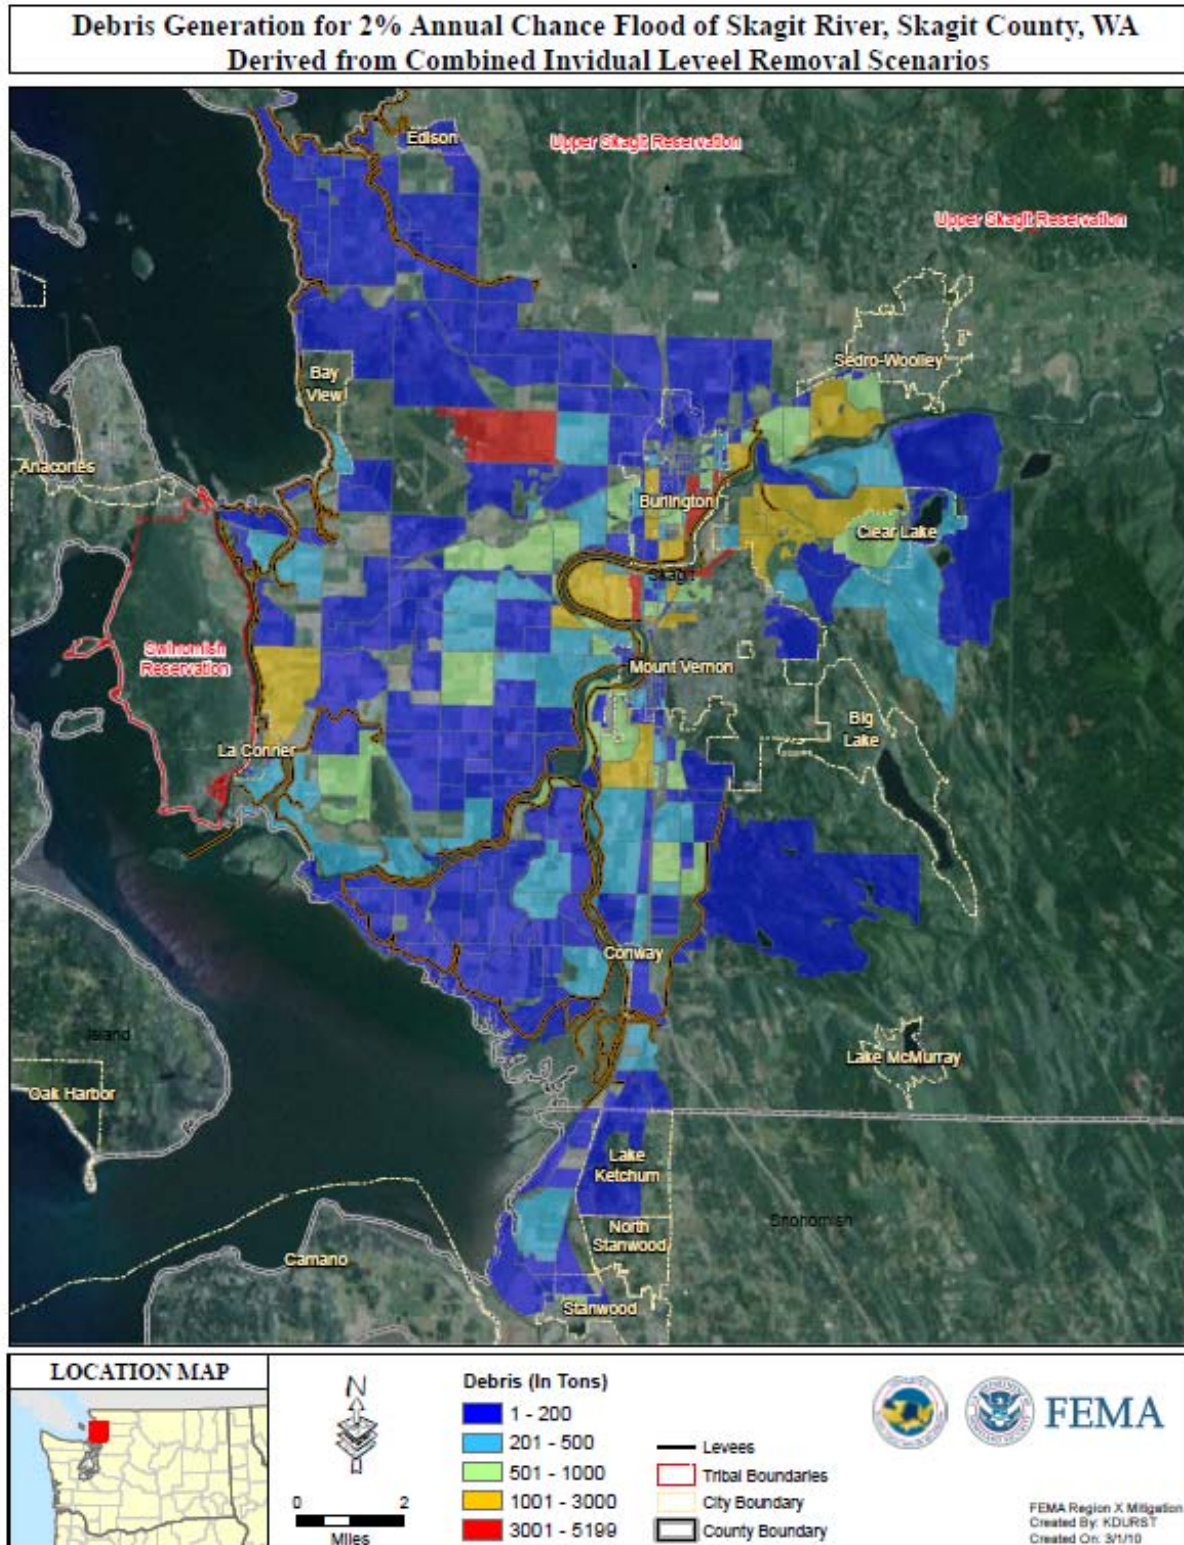 Debris Generation for 2% Annual Chance Flood of Skagit River, Skagit County, WA
Derived from Combined Invidual Leveel Removal Scenarios
Edison
Upper Skagit Reservation
Upper Skagit Reservation
Sedro-Woolley
Bay
View
Anacortes
Burlington
Clear Lake
Skagit
Swinomish
Reservation
Mount Vernon
Big
Lake
La Conner
Conway
Island
Lake McMurray
Oak Harbor
Lake
Ketchum
Snohomish
North
Stanwood
Camano
Stanwood
LOCATION MAP
N
0 2
Miles
Debris (In Tons)
1 - 200
201 - 500
501 - 1000
1001 - 3000
3001 - 5199
Levees
Tribal Boundaries
City Boundary
County Boundary
FEMA
FEMA Region X Mitigation
Created By: KDURST
Created On: 3/1/10